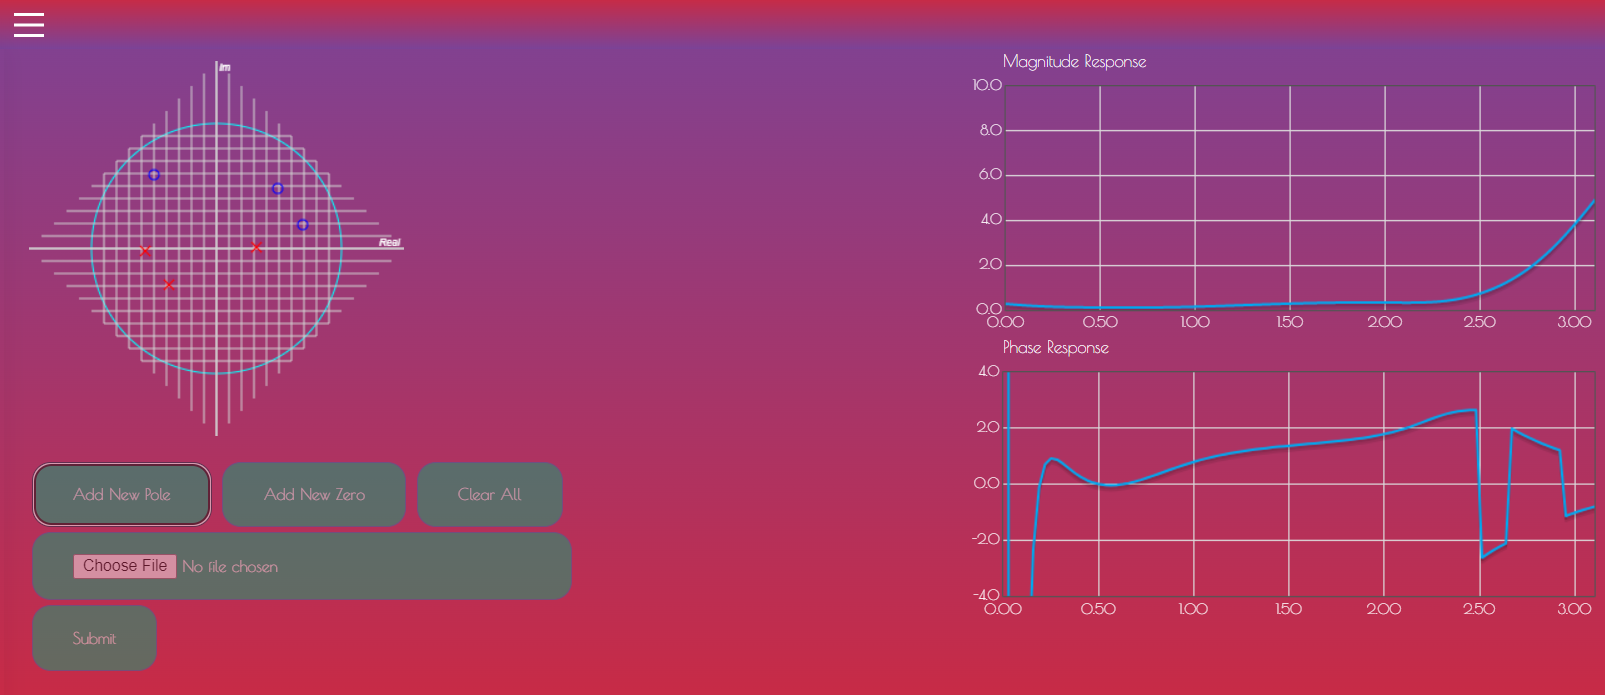 Im
Real
Add New Pole
Add New Zero
Clear All
Choose File No file chosen
Submit
Magnitude Response
10.0
8.0
6.0
4.0
2.0
0.0
0.00 0.50 1.00 1.50 2.00 2.50 3.00
Phase Response
4.0
2.0
0.0
-2.0
-4.0
0.00 0.50 1.00 1.50 2.00 2.50 3.00